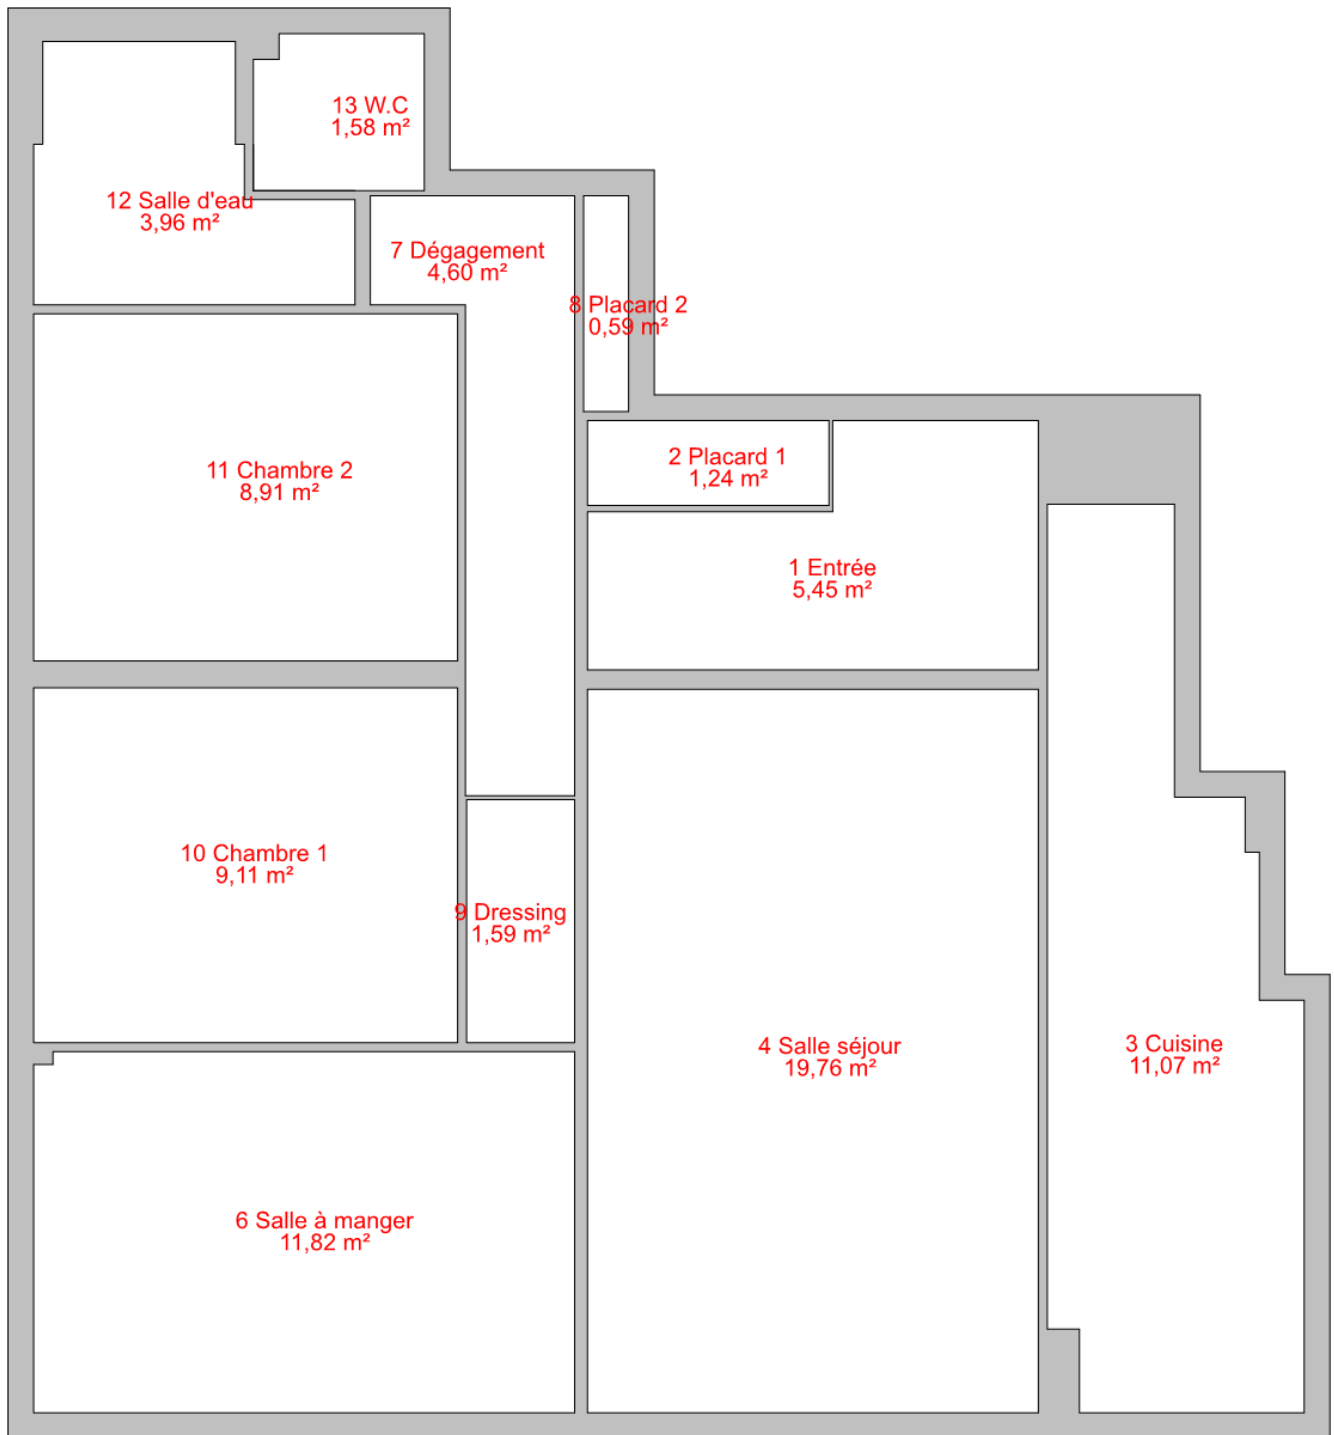 13 W.C
1,58 m²
12 Salle d'eau
3,96 m²
7 Dégagement
4,60 m²
8 Placard 2
0,59 m²
11 Chambre 2
8,91 m²
2 Placard 1
1,24 m²
1 Entrée
5,45 m²
10 Chambre 1
9,11 m²
9 Dressing
1,59 m²
4 Salle séjour
19,76 m²
3 Cuisine
11,07 m²
6 Salle à manger
11,82 m²